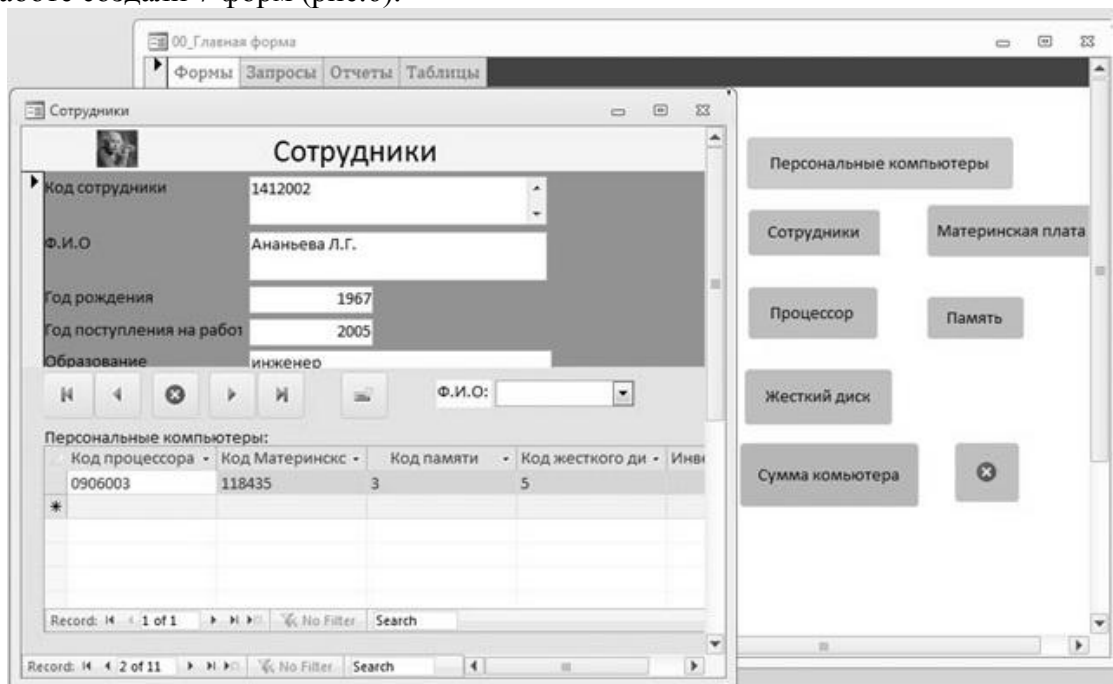 работе создали 7 форм (рис.6).
00_Главная форма
Формы Запросы Отчеты Таблицы
Сотрудники
Сотрудники
Код сотрудники 1412002
Ф.И.О Ананьева Л.Г.
Год рождения 1967
Год поступления на работ 2005
Образование инженер
Ф.И.О:
Персональные компьютеры:
Код процессора Код Материнскс Код памяти Код жесткого ди Инве
0906003 118435 3 5
Record: 1 of 1 No Filter Search
Record: 2 of 11 No Filter Search
Персональные компьютеры
Сотрудники Материнская плата
Процессор Память
Жесткий диск
Сумма комьютера